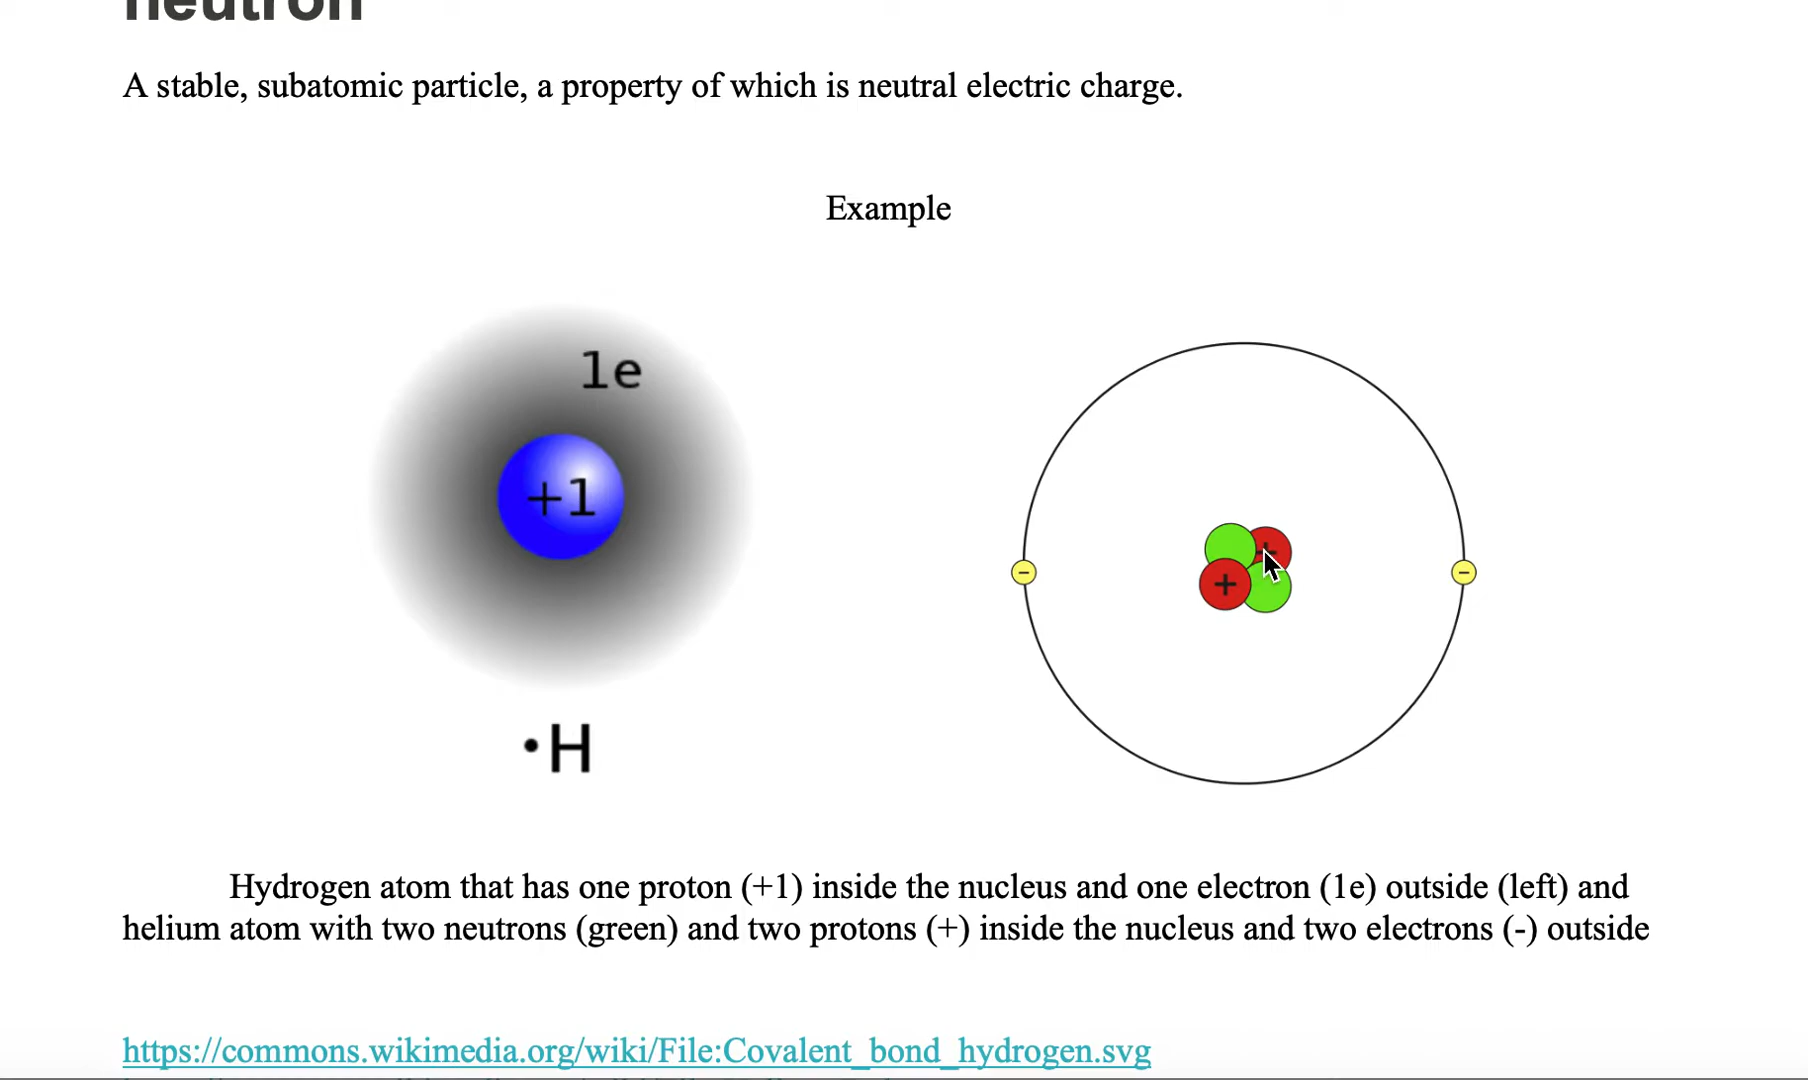 neutron
A stable, subatomic particle, a property of which is neutral electric charge.
Example
1e
+1
•H
−
+
+
−
Hydrogen atom that has one proton (+1) inside the nucleus and one electron (1e) outside (left) and
helium atom with two neutrons (green) and two protons (+) inside the nucleus and two electrons (-) outside
https://commons.wikimedia.org/wiki/File:Covalent_bond_hydrogen.svg